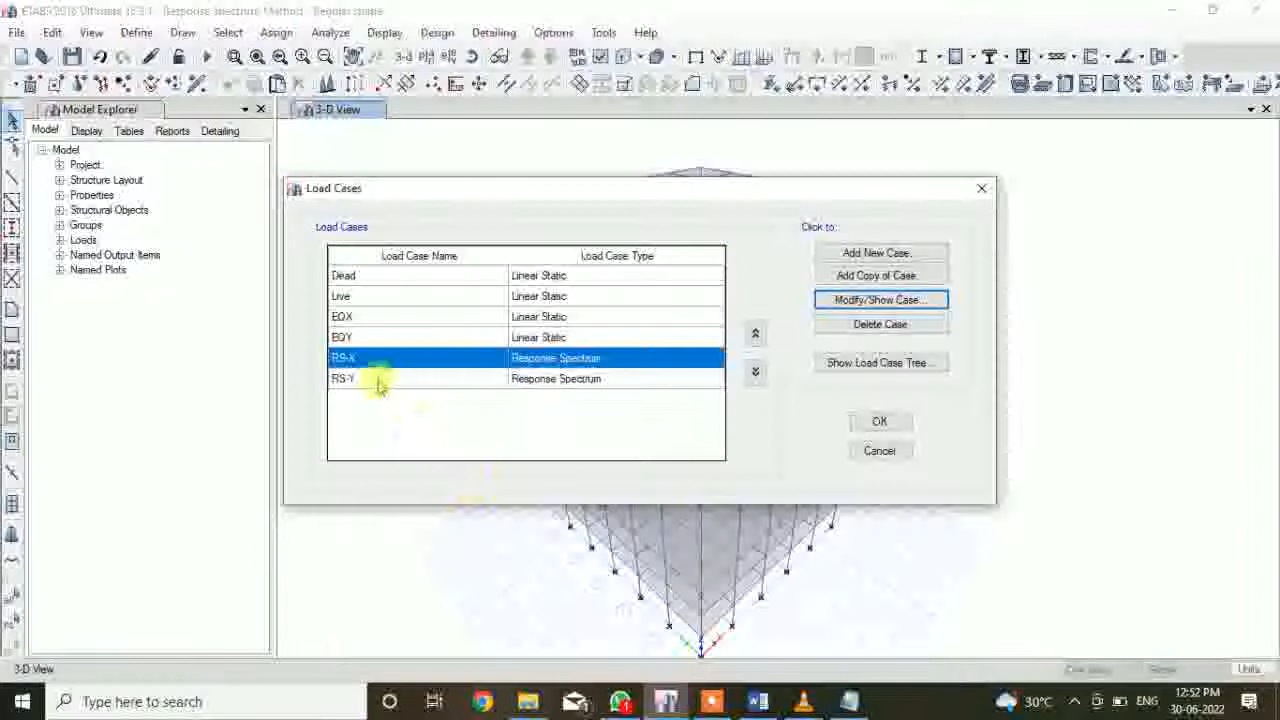 ETABS 2018 Ultimate 18.0.1 - Response Spectrum Method - Regular shape
File Edit View Define Draw Select Assign Analyze Display Design Detailing Options Tools Help
Model Explorer
3-D View
Model Display Tables Reports Detailing
Model
Project
Structure Layout
Properties
Structural Objects
Groups
Loads
Named Output Items
Named Plots
Load Cases
Load Cases
Click to:
Load Case Name Load Case Type
Dead Linear Static
Live Linear Static
EQX Linear Static
EQY Linear Static
RS-X Response Spectrum
RS-Y Response Spectrum
Add New Case...
Add Copy of Case...
Modify/Show Case...
Delete Case
Show Load Case Tree...
OK
Cancel
3-D View
Units...
Type here to search
30°C
ENG
12:52 PM
30-06-2022